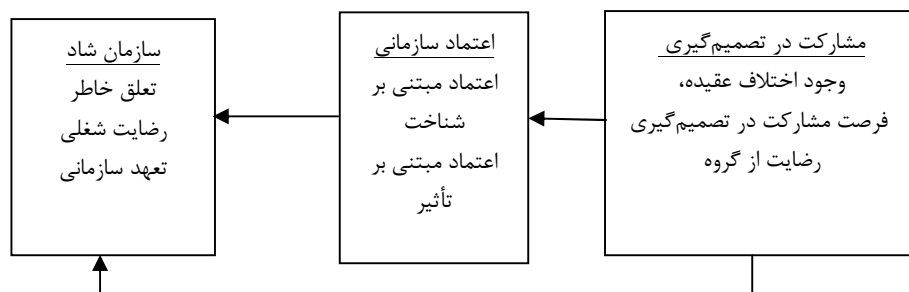 مشارکت در تصمیم‌گیری
وجود اختلاف عقیده،
فرصت مشارکت در تصمیم‌گیری
رضایت از گروه
اعتماد سازمانی
اعتماد مبتنی بر
شناخت
اعتماد مبتنی بر
تأثیر
سازمان شاد
تعلق خاطر
رضایت شغلی
تعهد سازمانی